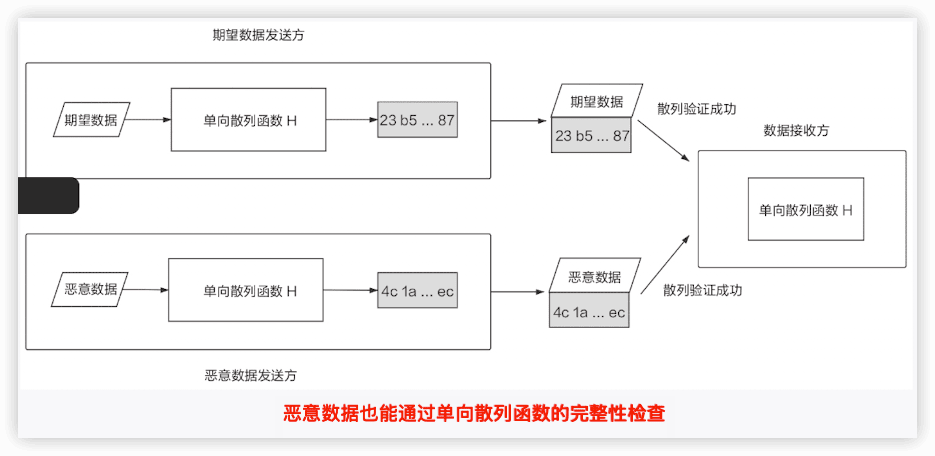 期望数据发送方
期望数据
单向散列函数 H
23 b5 ... 87
期望数据
23 b5 ... 87
散列验证成功
数据接收方
单向散列函数 H
恶意数据
单向散列函数 H
4c 1a ... ec
恶意数据
4c 1a ... ec
散列验证成功
恶意数据发送方
恶意数据也能通过单向散列函数的完整性检查